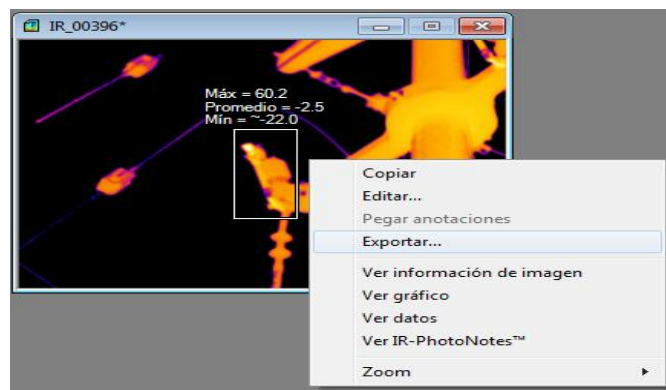 IR_00396*
Máx = 60.2
Promedio = -2.5
Mín = ~-22.0
Copiar
Editar...
Pegar anotaciones
Exportar...
Ver información de imagen
Ver gráfico
Ver datos
Ver IR-PhotoNotes™
Zoom